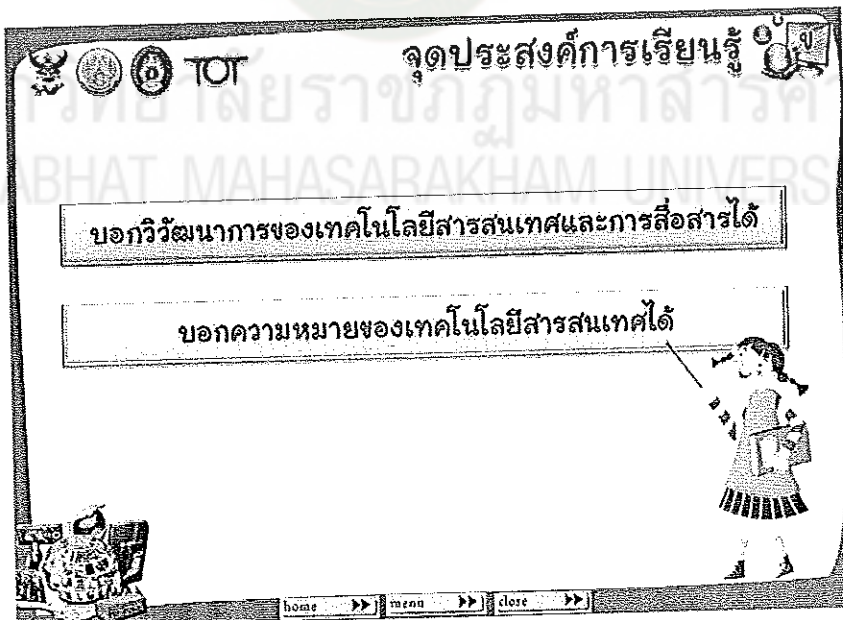 TOT
จุดประสงค์การเรียนรู้
ABHAT MAHASARAKHAM UNIVERS
บอกวิวัฒนาการของเทคโนโลยีสารสนเทศและการสื่อสารได้
บอกความหมายของเทคโนโลยีสารสนเทศได้
home
menu
close